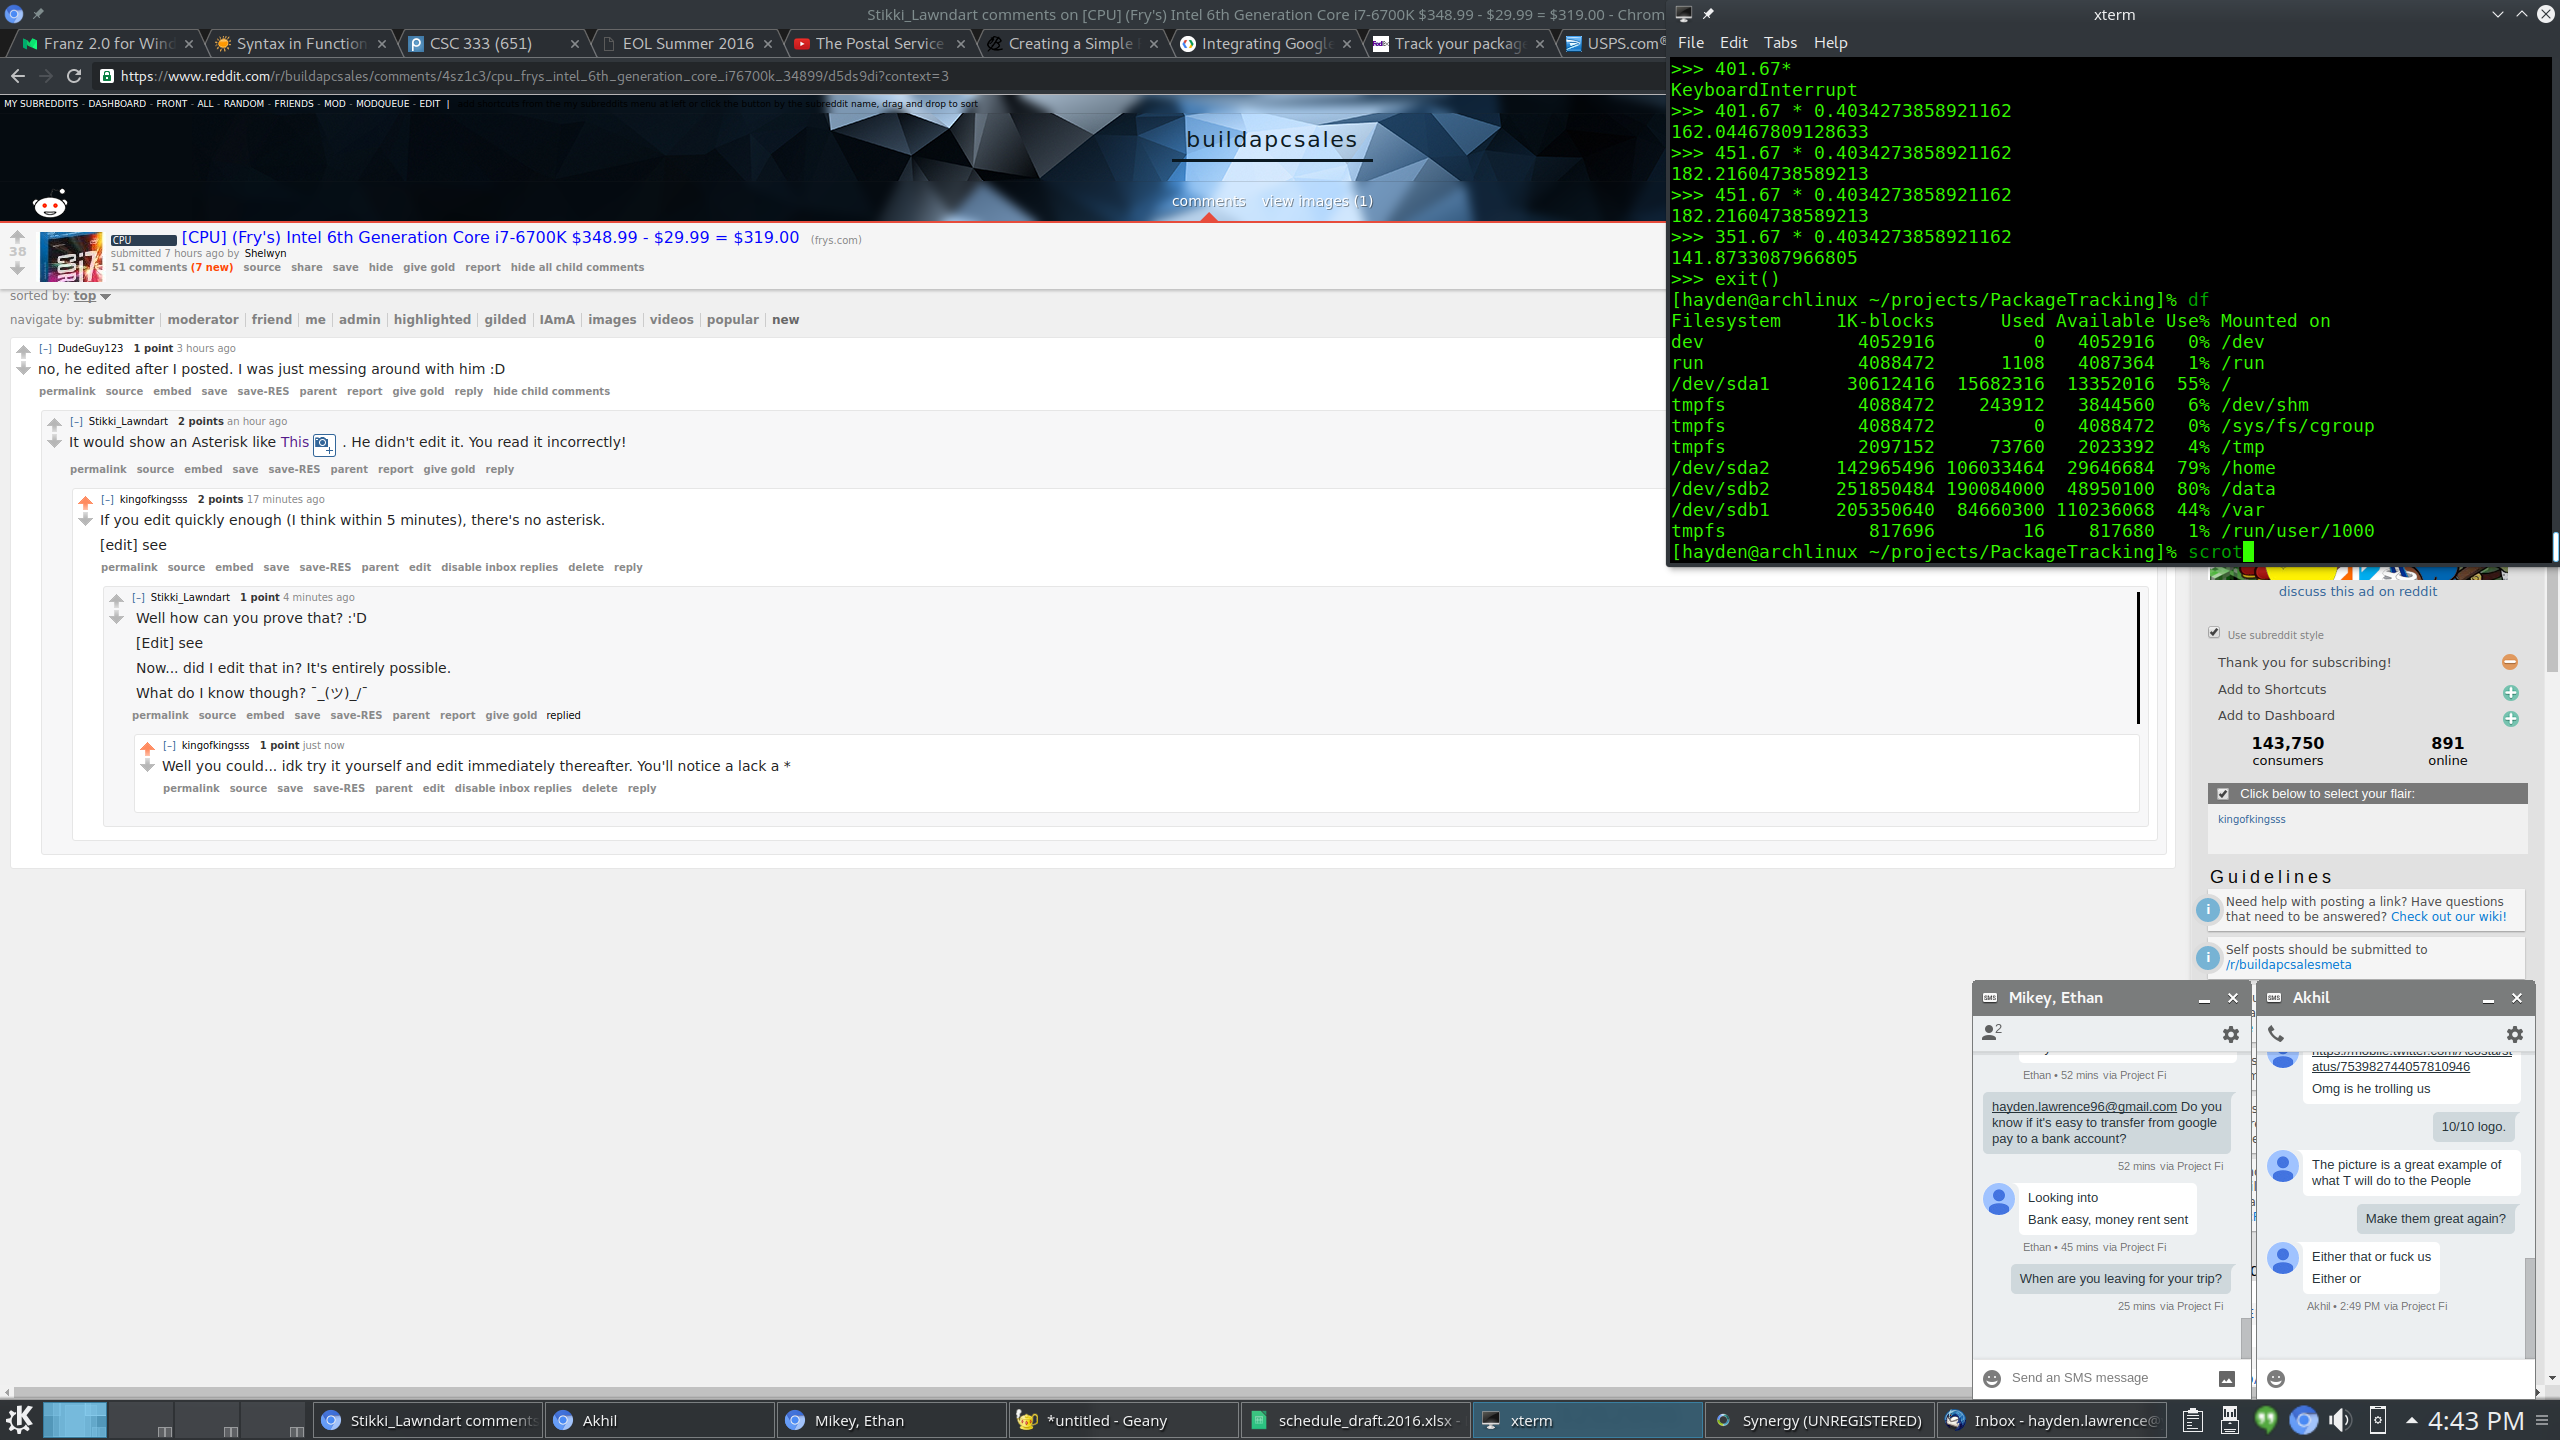 Stikki_Lawndart comments on [CPU] (Fry's) Intel 6th Generation Core i7-6700K $348.99 - $29.99 = $319.00 - Chrom
Franz 2.0 for Wind
Syntax in Function
CSC 333 (651)
EOL Summer 2016
The Postal Service
Creating a Simple
Integrating Google
Track your package
USPS.com®
https://www.reddit.com/r/buildapcsales/comments/4sz1c3/cpu_frys_intel_6th_generation_core_i76700k_34899/d5ds9di?context=3
MY SUBREDDITS - DASHBOARD - FRONT - ALL - RANDOM - FRIENDS - MOD - MODQUEUE - EDIT | add shortcuts from the my subreddits menu at left or click the button by the subreddit name, drag and drop to sort
buildapcsales
comments view images (1)
38
CPU [CPU] (Fry's) Intel 6th Generation Core i7-6700K $348.99 - $29.99 = $319.00 (frys.com)
submitted 7 hours ago by Shelwyn
51 comments (7 new) source share save hide give gold report hide all child comments
sorted by: top
navigate by: submitter moderator friend me admin highlighted gilded IAmA images videos popular new
[–] DudeGuy123 1 point 3 hours ago
no, he edited after I posted. I was just messing around with him :D
permalink source embed save save-RES parent report give gold reply hide child comments
[–] Stikki_Lawndart 2 points an hour ago
It would show an Asterisk like This . He didn't edit it. You read it incorrectly!
permalink source embed save save-RES parent report give gold reply
[–] kingofkingsss 2 points 17 minutes ago
If you edit quickly enough (I think within 5 minutes), there's no asterisk.
[edit] see
permalink source embed save save-RES parent edit disable inbox replies delete reply
[–] Stikki_Lawndart 1 point 4 minutes ago
Well how can you prove that? :'D
[Edit] see
Now... did I edit that in? It's entirely possible.
What do I know though? ¯_(ツ)_/¯
permalink source embed save save-RES parent report give gold replied
[–] kingofkingsss 1 point just now
Well you could... idk try it yourself and edit immediately thereafter. You'll notice a lack a *
permalink source save save-RES parent edit disable inbox replies delete reply
xterm
File Edit Tabs Help
>>> 401.67*
KeyboardInterrupt
>>> 401.67 * 0.4034273858921162
162.04467809128633
>>> 451.67 * 0.4034273858921162
182.21604738589213
>>> 451.67 * 0.4034273858921162
182.21604738589213
>>> 351.67 * 0.4034273858921162
141.8733087966805
>>> exit()
[hayden@archlinux ~/projects/PackageTracking]% df
Filesystem 1K-blocks Used Available Use% Mounted on
dev 4052916 0 4052916 0% /dev
run 4088472 1108 4087364 1% /run
/dev/sda1 30612416 15682316 13352016 55% /
tmpfs 4088472 243912 3844560 6% /dev/shm
tmpfs 4088472 0 4088472 0% /sys/fs/cgroup
tmpfs 2097152 73760 2023392 4% /tmp
/dev/sda2 142965496 106033464 29646684 79% /home
/dev/sdb2 251850484 190084000 48950100 80% /data
/dev/sdb1 205350640 84660300 110236068 44% /var
tmpfs 817696 16 817680 1% /run/user/1000
[hayden@archlinux ~/projects/PackageTracking]% scrot
discuss this ad on reddit
Use subreddit style
Thank you for subscribing!
Add to Shortcuts
Add to Dashboard
143,750 891
consumers online
Click below to select your flair:
kingofkingsss
Guidelines
Need help with posting a link? Have questions
that need to be answered? Check out our wiki!
Self posts should be submitted to
/r/buildapcsalesmeta
SMS Mikey, Ethan
2
Ethan • 52 mins via Project Fi
hayden.lawrence96@gmail.com Do you
know if it's easy to transfer from google
pay to a bank account?
52 mins via Project Fi
Looking into
Bank easy, money rent sent
Ethan • 45 mins via Project Fi
When are you leaving for your trip?
25 mins via Project Fi
Send an SMS message
SMS Akhil
atus/753982744057810946
Omg is he trolling us
10/10 logo.
The picture is a great example of
what T will do to the People
Make them great again?
Either that or fuck us
Either or
Akhil • 2:49 PM via Project Fi
Stikki_Lawndart comments
Akhil
Mikey, Ethan
*untitled - Geany
schedule_draft.2016.xlsx -
xterm
Synergy (UNREGISTERED)
Inbox - hayden.lawrence@
4:43 PM